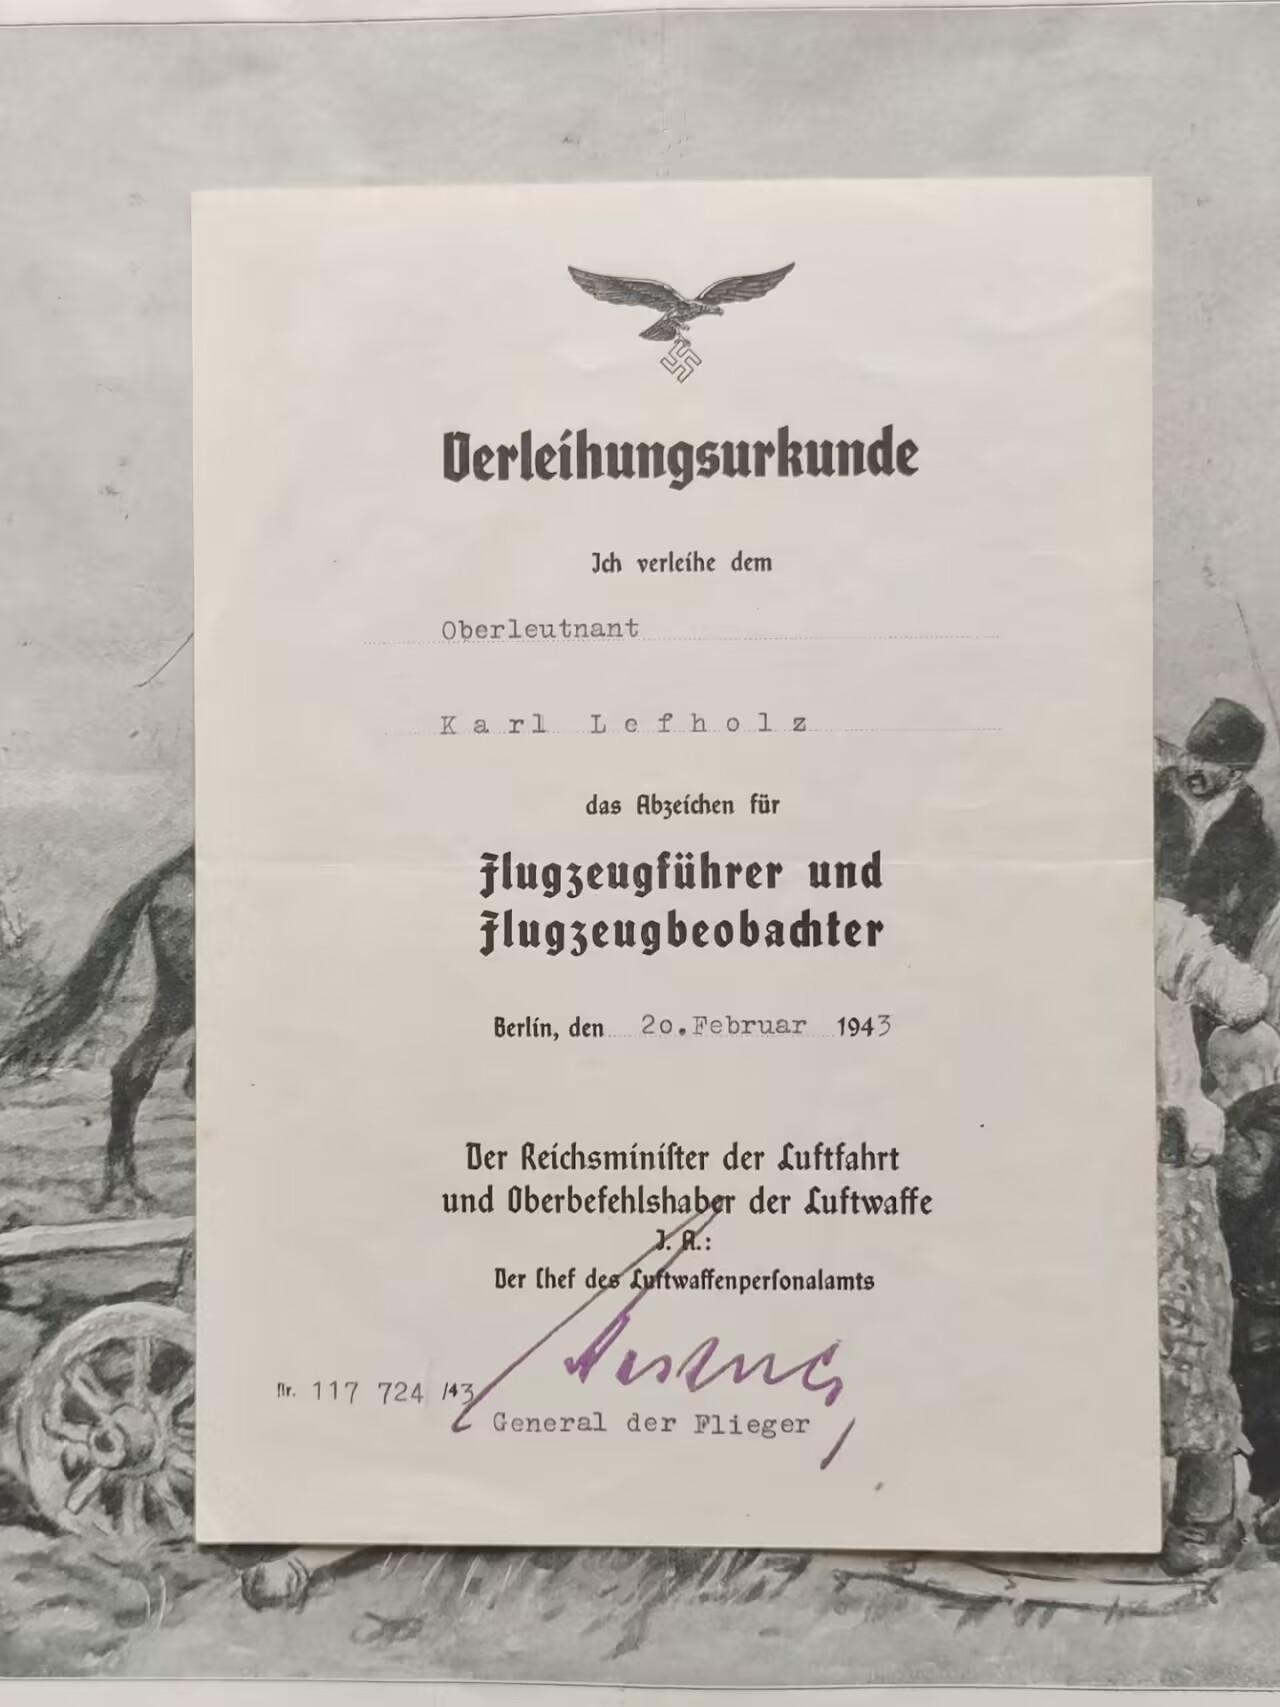 Verleihungsurkunde
Ich verleihe dem
Oberleutnant
Karl Lefholz
das Abzeichen für
Flugzeugführer und
Flugzeugbeobachter
Berlin, den 20. Februar 1943
Der Reichsminiſter der Luftfahrt
und Oberbefehlshaber der Luftwaffe
J. A.:
Der Chef des Luftwaffenperſonalamts
Nr. 117 724 /43
General der Flieger